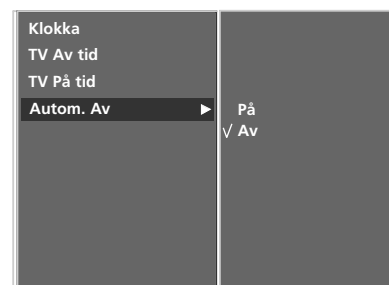 Klokka
TV Av tid
TV På tid
Autom. Av ▶
På
√ Av